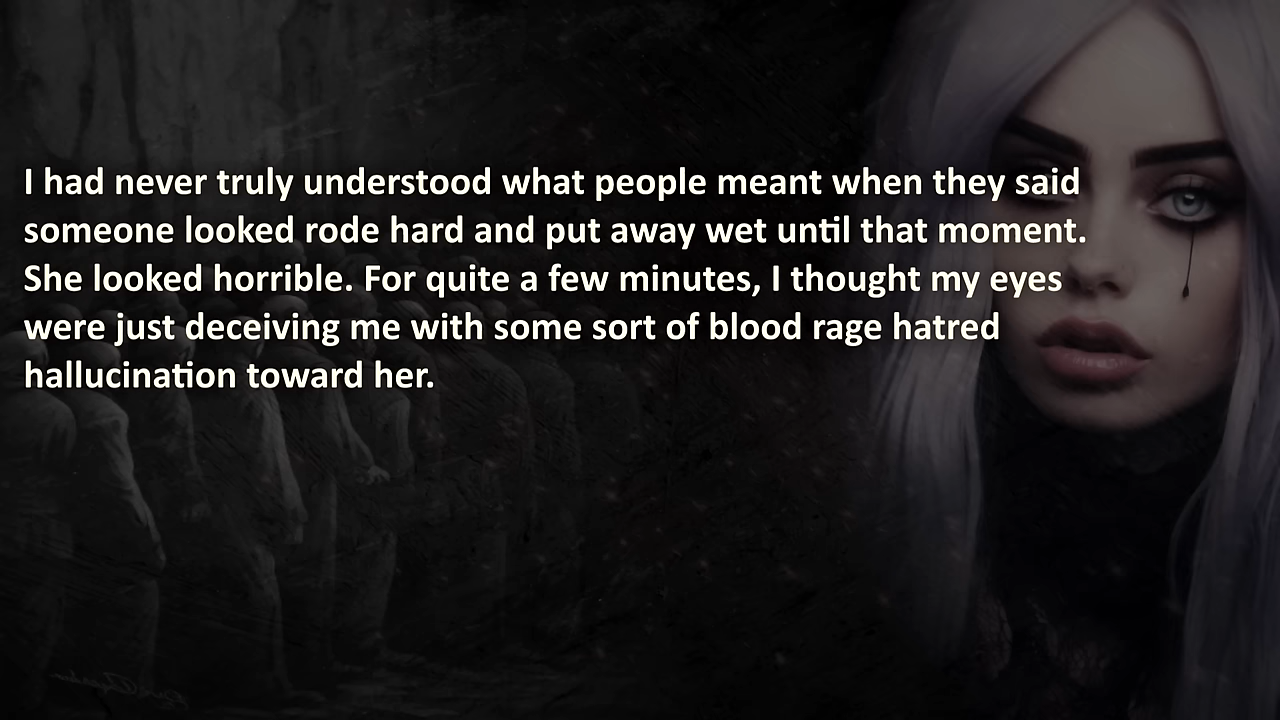 I had never truly understood what people meant when they said
someone looked rode hard and put away wet until that moment.
She looked horrible. For quite a few minutes, I thought my eyes
were just deceiving me with some sort of blood rage hatred
hallucination toward her.